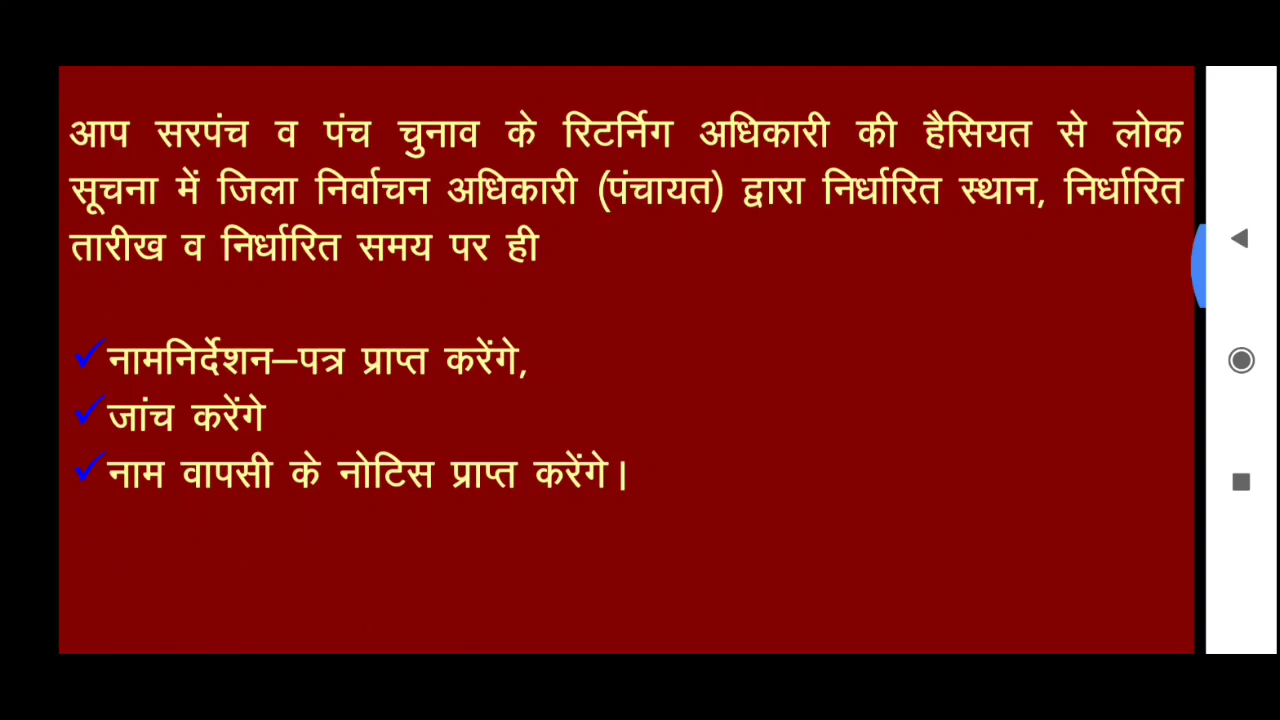 आप सरपंच व पंच चुनाव के रिटर्निग अधिकारी की हैसियत से लोक
सूचना में जिला निर्वाचन अधिकारी (पंचायत) द्वारा निर्धारित स्थान, निर्धारित
तारीख व निर्धारित समय पर ही
✓नामनिर्देशन–पत्र प्राप्त करेंगे,
✓जांच करेंगे
✓नाम वापसी के नोटिस प्राप्त करेंगे।